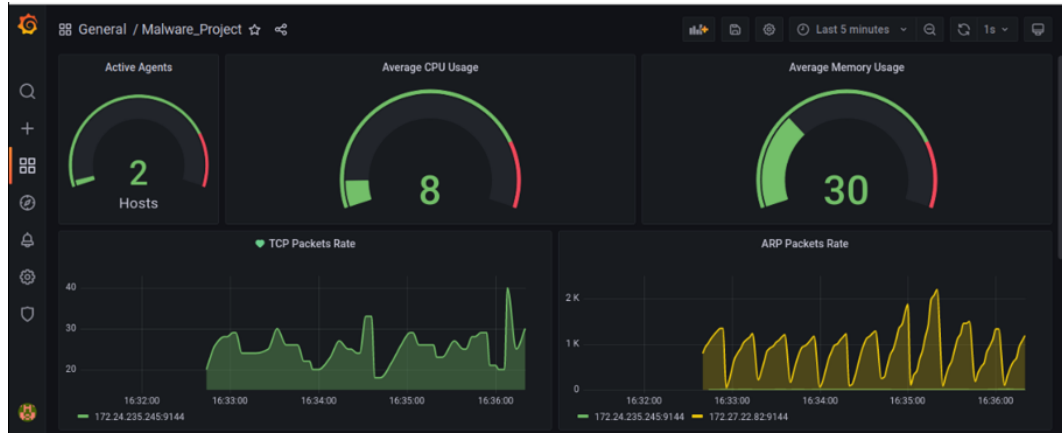 General / Malware_Project
Last 5 minutes
1s
Active Agents
2
Hosts
Average CPU Usage
8
Average Memory Usage
30
TCP Packets Rate
40
30
20
16:32:00 16:33:00 16:34:00 16:35:00 16:36:00
172.24.235.245:9144
ARP Packets Rate
2 K
1 K
0
16:32:00 16:33:00 16:34:00 16:35:00 16:36:00
172.24.235.245:9144 172.27.22.82:9144